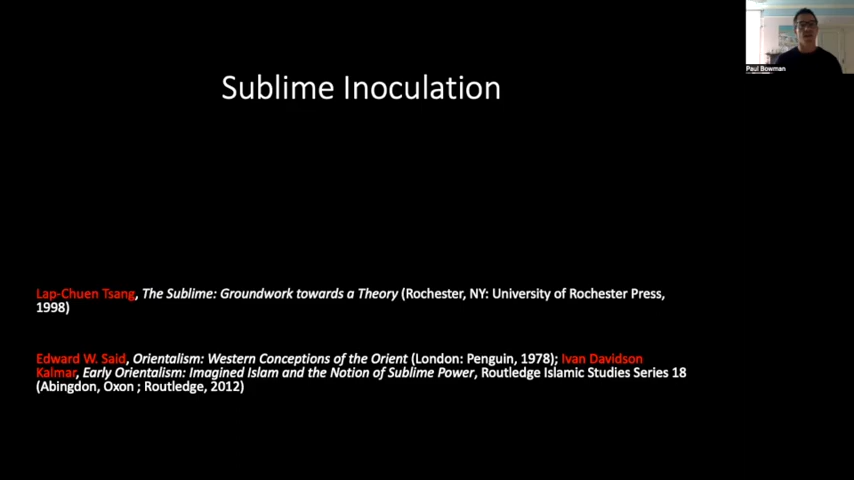 Paul Bowman
Sublime Inoculation
Lap-Chuen Tsang, The Sublime: Groundwork towards a Theory (Rochester, NY: University of Rochester Press,
1998)
Edward W. Said, Orientalism: Western Conceptions of the Orient (London: Penguin, 1978); Ivan Davidson
Kalmar, Early Orientalism: Imagined Islam and the Notion of Sublime Power, Routledge Islamic Studies Series 18
(Abingdon, Oxon ; Routledge, 2012)